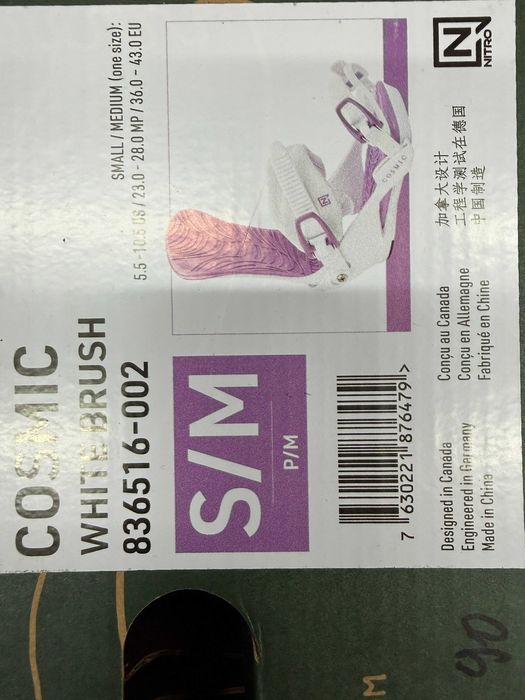 COSMIC
WHITE BRUSH
836516-002
SMALL / MEDIUM (one size):
5.5 - 10.5 US / 23.0 - 28.0 MP / 36.0 - 43.0 EU
S/M
P/M
COSMIC
N
7 630221 876479 >
Designed in Canada
Engineered in Germany
Made in China
Conçu au Canada
Conçu en Allemagne
Fabriqué en Chine
加拿大设计
工程学测试在德国
中国制造
N
NITRO
M
90